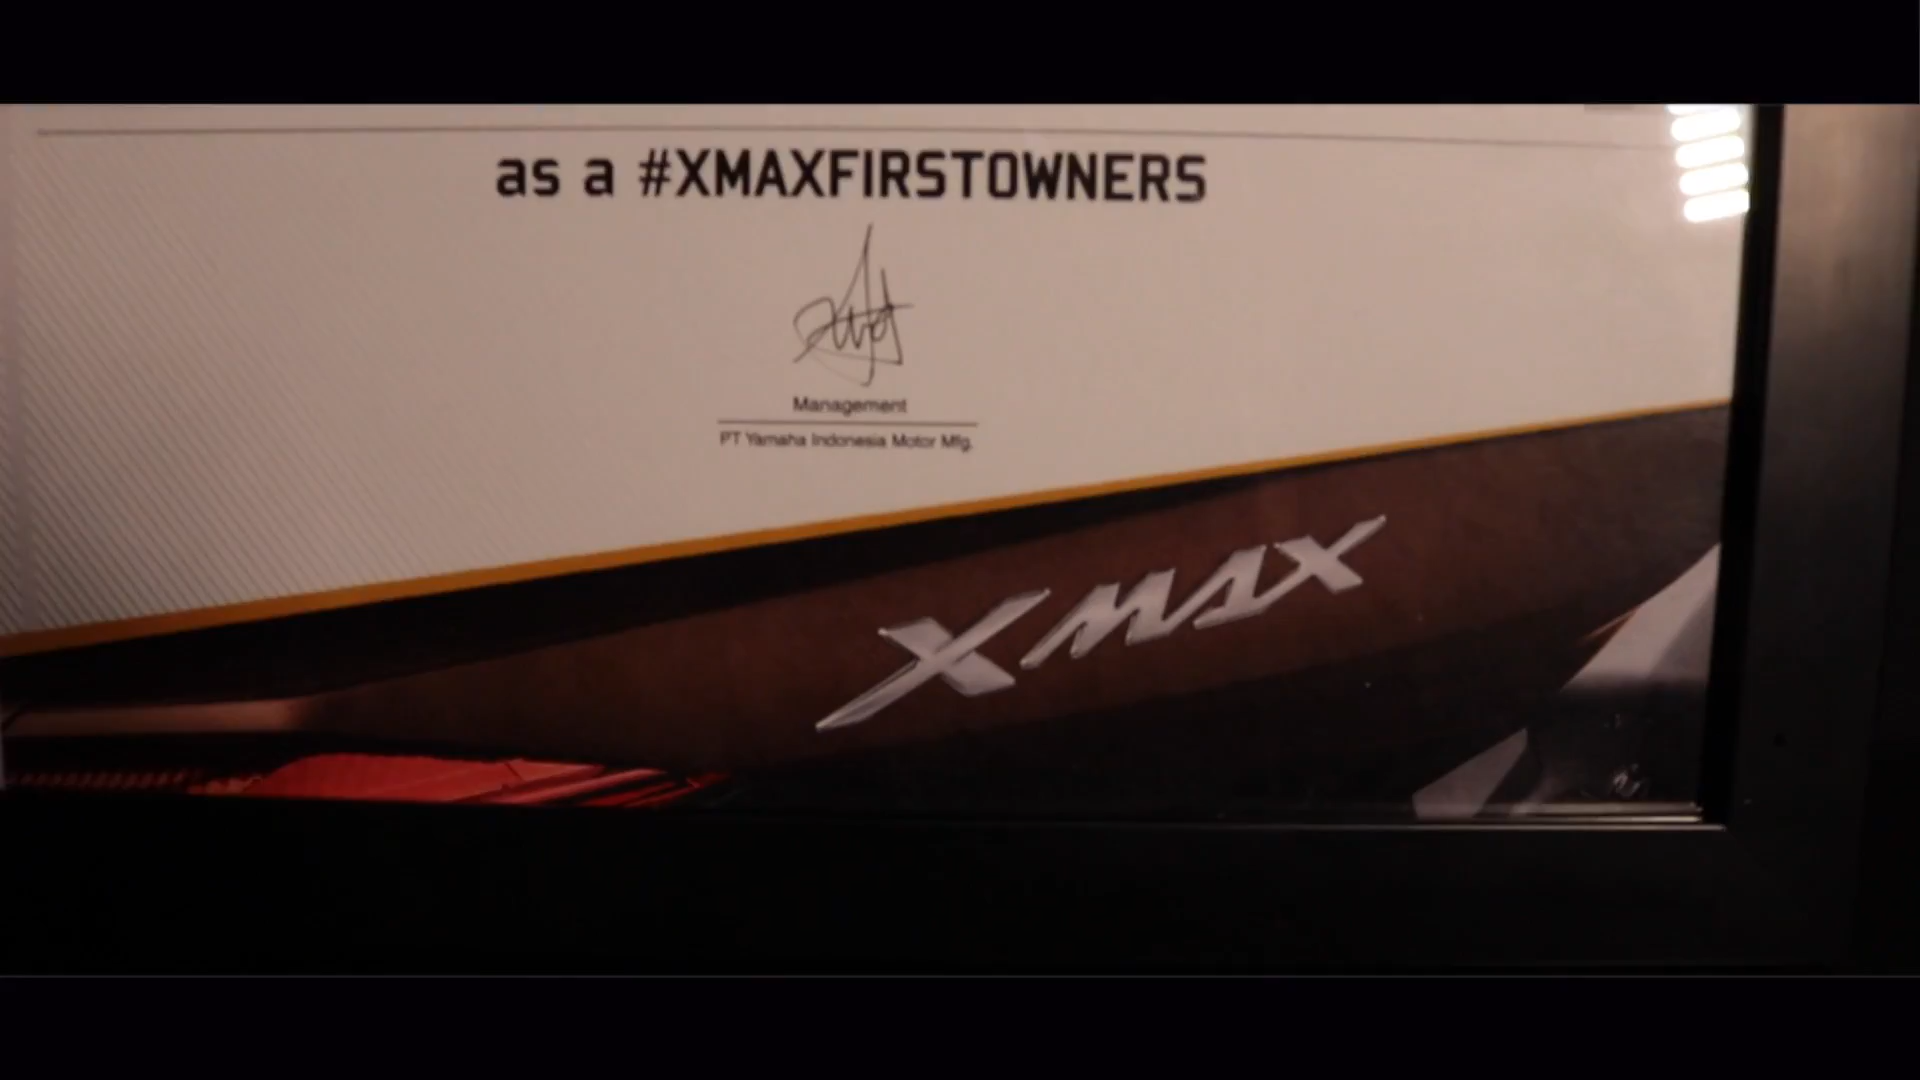 as a #XMAXFIRSTOWNERS
Management
PT Yamaha Indonesia Motor Mfg.
XMAX